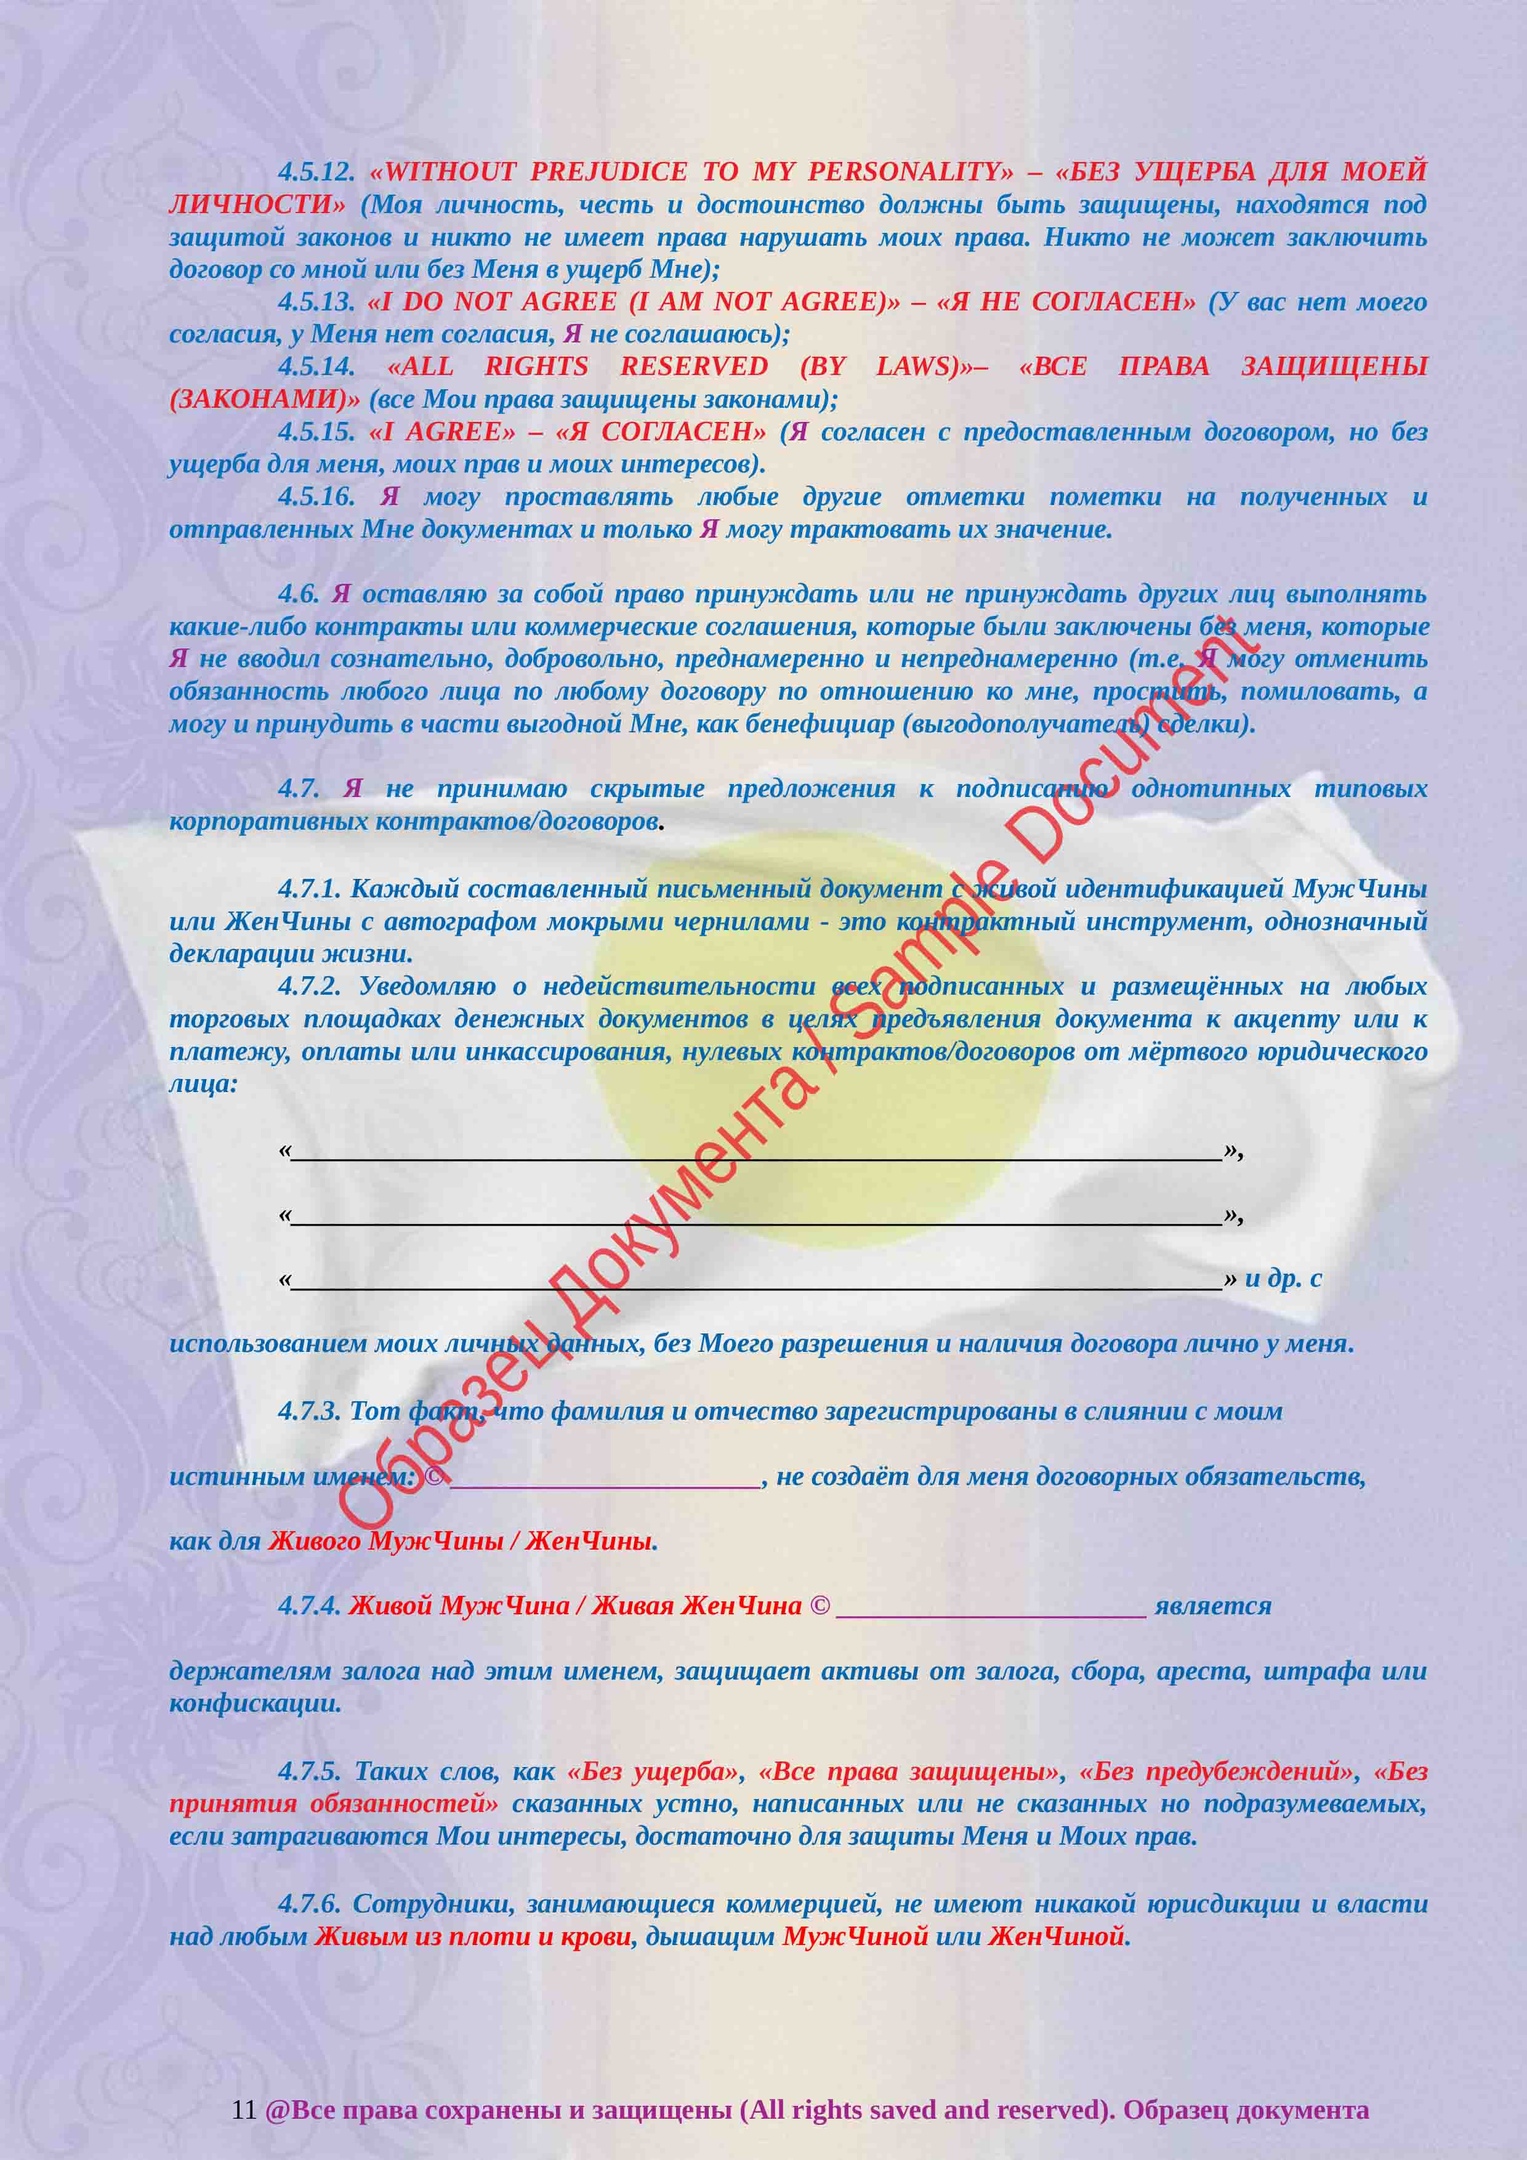 4.5.12. «WITHOUT PREJUDICE TO MY PERSONALITY» – «БЕЗ УЩЕРБА ДЛЯ МОЕЙ
ЛИЧНОСТИ» (Моя личность, честь и достоинство должны быть защищены, находятся под
защитой законов и никто не имеет права нарушать моих права. Никто не может заключить
договор со мной или без Меня в ущерб Мне);
4.5.13. «I DO NOT AGREE (I AM NOT AGREE)» – «Я НЕ СОГЛАСЕН» (У вас нет моего
согласия, у Меня нет согласия, Я не соглашаюсь);
4.5.14. «ALL RIGHTS RESERVED (BY LAWS)»– «ВСЕ ПРАВА ЗАЩИЩЕНЫ
(ЗАКОНАМИ)» (все Мои права защищены законами);
4.5.15. «I AGREE» – «Я СОГЛАСЕН» (Я согласен с предоставленным договором, но без
ущерба для меня, моих прав и моих интересов).
4.5.16. Я могу проставлять любые другие отметки пометки на полученных и
отправленных Мне документах и только Я могу трактовать их значение.
4.6. Я оставляю за собой право принуждать или не принуждать других лиц выполнять
какие-либо контракты или коммерческие соглашения, которые были заключены без меня, которые
Я не вводил сознательно, добровольно, преднамеренно и непреднамеренно (т.е. Я могу отменить
обязанность любого лица по любому договору по отношению ко мне, простить, помиловать, а
могу и принудить в части выгодной Мне, как бенефициар (выгодополучатель) сделки).
4.7. Я не принимаю скрытые предложения к подписанию однотипных типовых
корпоративных контрактов/договоров.
4.7.1. Каждый составленный письменный документ с живой идентификацией МужЧины
или ЖенЧины с автографом мокрыми чернилами - это контрактный инструмент, однозначный
декларации жизни.
4.7.2. Уведомляю о недействительности всех подписанных и размещённых на любых
торговых площадках денежных документов в целях предъявления документа к акцепту или к
платежу, оплаты или инкассирования, нулевых контрактов/договоров от мёртвого юридического
лица:
«__________________________________________________________________»,
«__________________________________________________________________»,
«__________________________________________________________________» и др. с
использованием моих личных данных, без Моего разрешения и наличия договора лично у меня.
4.7.3. Тот факт, что фамилия и отчество зарегистрированы в слиянии с моим
истинным именем: © ______________________, не создаёт для меня договорных обязательств,
как для Живого МужЧины / ЖенЧины.
4.7.4. Живой МужЧина / Живая ЖенЧина © ______________________ является
держателям залога над этим именем, защищает активы от залога, сбора, ареста, штрафа или
конфискации.
4.7.5. Таких слов, как «Без ущерба», «Все права защищены», «Без предубеждений», «Без
принятия обязанностей» сказанных устно, написанных или не сказанных но подразумеваемых,
если затрагиваются Мои интересы, достаточно для защиты Меня и Моих прав.
4.7.6. Сотрудники, занимающиеся коммерцией, не имеют никакой юрисдикции и власти
над любым Живым из плоти и крови, дышащим МужЧиной или ЖенЧиной.
Образец Документа / Sample Document
11 @Все права сохранены и защищены (All rights saved and reserved). Образец документа